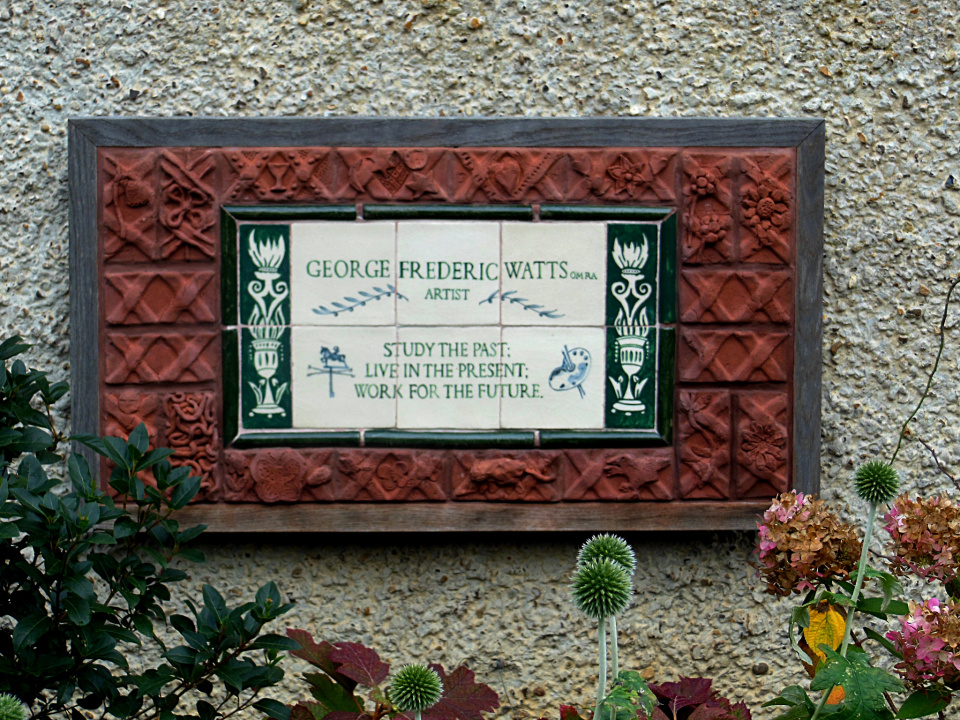 GEORGE FREDERIC WATTS OM RA
ARTIST
STUDY THE PAST;
LIVE IN THE PRESENT;
WORK FOR THE FUTURE.